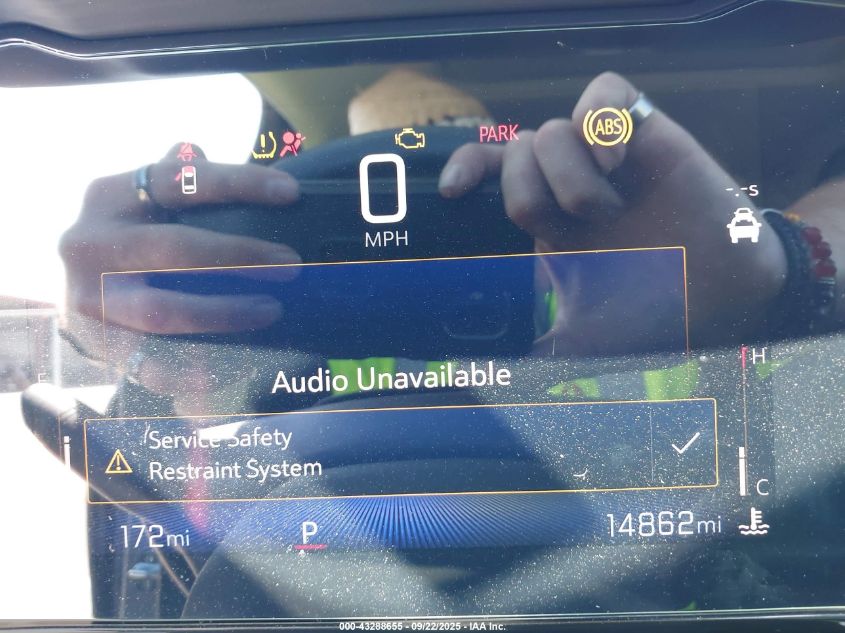 PARK
ABS
0
MPH
-.-s
Audio Unavailable
Service Safety
Restraint System
H
C
F
172mi
P
14862mi
000-43288655 - 09/22/2025 - IAA Inc.